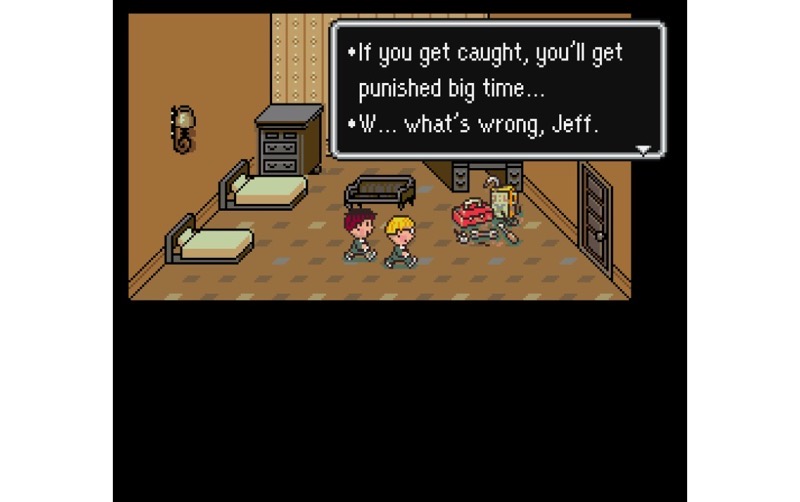 •If you get caught, you'll get
punished big time...
•W... what's wrong, Jeff.